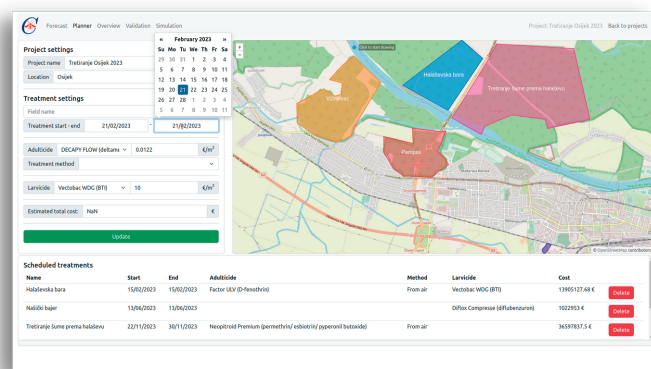 Forecast Planner Overview Validation Simulation
Project: Tretiranje Osijek 2023 Back to projects
« February 2023 »
Su Mo Tu We Th Fr Sa
29 30 31 1 2 3 4
5 6 7 8 9 10 11
12 13 14 15 16 17 18
19 20 21 22 23 24 25
26 27 28 1 2 3 4
5 6 7 8 9 10 11
Project settings
Project name Tretiranje Osijek 2023
Location Osijek
Treatment settings
Field name
Treatment start - end 21/02/2023 - 21/02/2023
Adulticide DECAPY FLOW (deltame 0.0122 €/m²
Treatment method
Larvicide Vectobac WDG (BTI) 10 €/m²
Estimated total cost: NaN €
Update
+
−
Click to start drawing
Halaševska bara
Tretiranje šume prema halaševu
Pampas
© OpenStreetMap contributors
Scheduled treatments
Name Start End Adulticide Method Larvicide Cost
Halaševska bara 15/02/2023 15/02/2023 Factor ULV (D-fenothrin) From air Vectobac WDG (BTI) 13905127.68 € Delete
Našički bajer 13/06/2023 13/06/2023 Diflox Compresse (diflubenzuron) 1022953 € Delete
Tretiranje šume prema halaševu 22/11/2023 30/11/2023 Neopitroid Premium (permethrin/ esbiotrin/ pyperonil butoxide) From air 36597837.5 € Delete